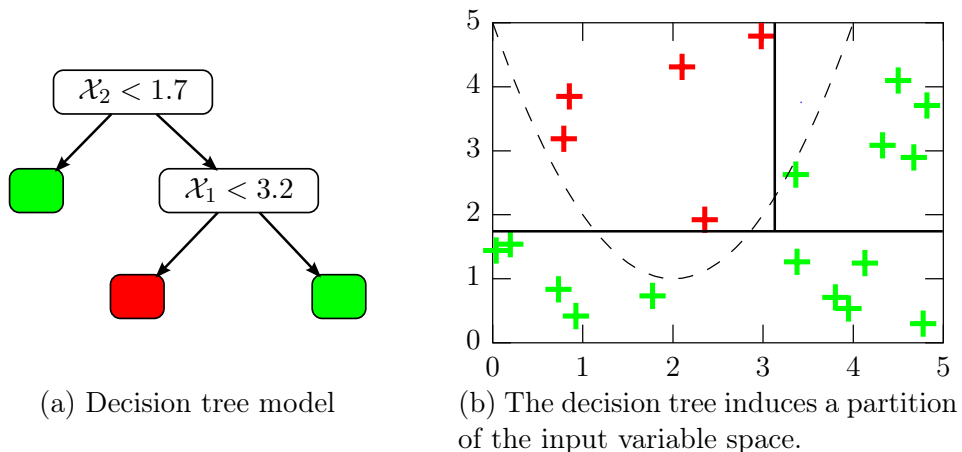 𝒳₂ < 1.7
𝒳₁ < 3.2
(a) Decision tree model
5
4
3
2
1
0
0 1 2 3 4 5
(b) The decision tree induces a partition
of the input variable space.